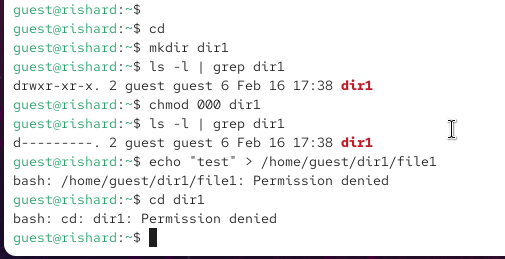 guest@rishard:~$
guest@rishard:~$ cd
guest@rishard:~$ mkdir dir1
guest@rishard:~$ ls -l | grep dir1
drwxr-xr-x. 2 guest guest 6 Feb 16 17:38 dir1
guest@rishard:~$ chmod 000 dir1
guest@rishard:~$ ls -l | grep dir1
d---------. 2 guest guest 6 Feb 16 17:38 dir1
guest@rishard:~$ echo "test" > /home/guest/dir1/file1
bash: /home/guest/dir1/file1: Permission denied
guest@rishard:~$ cd dir1
bash: cd: dir1: Permission denied
guest@rishard:~$